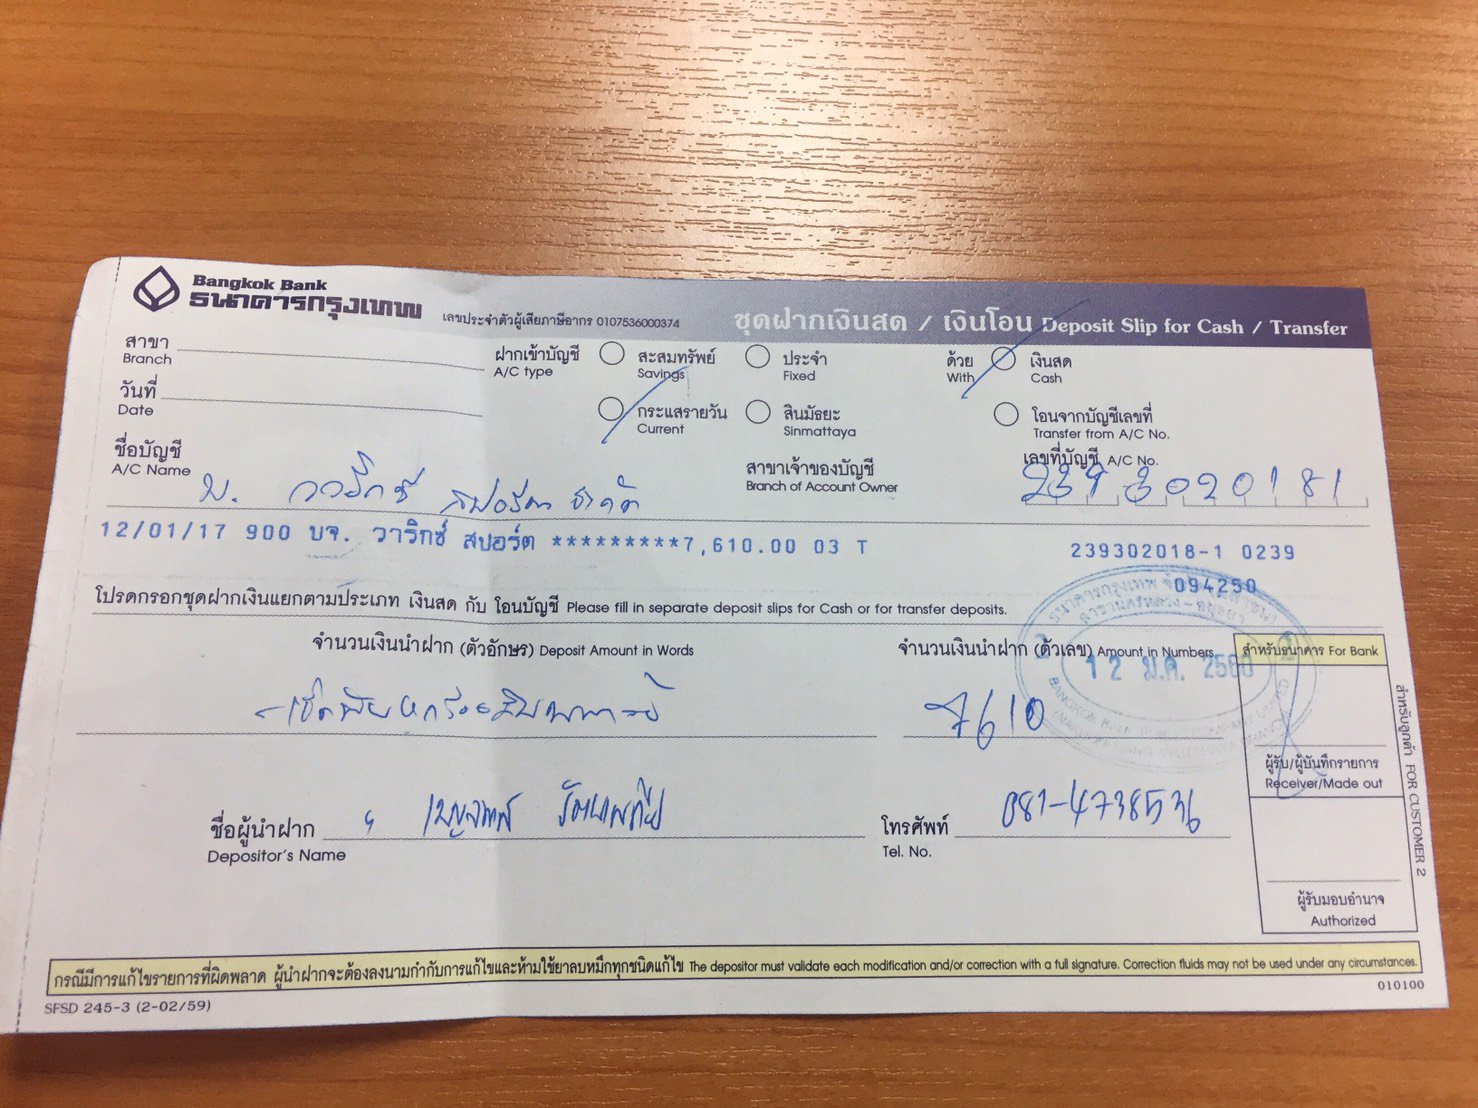 Bangkok Bank
ธนาคารกรุงเทพ
เลขประจำตัวผู้เสียภาษีอากร 0107536000374
ชุดฝากเงินสด / เงินโอน Deposit Slip for Cash / Transfer
สาขา
Branch
วันที่
Date
ฝากเข้าบัญชี
A/C type
สะสมทรัพย์
Savings
ประจำ
Fixed
กระแสรายวัน
Current
สินมัธยะ
Sinmattaya
ด้วย
With
เงินสด
Cash
โอนจากบัญชีเลขที่
Transfer from A/C No.
ชื่อบัญชี
A/C Name
บ. วอริกซ์ สปอร์ต จำกัด
สาขาเจ้าของบัญชี
Branch of Account Owner
เลขที่บัญชี A/C No.
2393020181
12/01/17 900 บจ. วาริกซ์ สปอร์ต *********7,610.00 03 T
239302018-1 0239
094250
โปรดกรอกชุดฝากเงินแยกตามประเภท เงินสด กับ โอนบัญชี Please fill in separate deposit slips for Cash or for transfer deposits.
จำนวนเงินนำฝาก (ตัวอักษร) Deposit Amount in Words
-เจ็ดพันหกร้อยสิบบาทถ้วน
จำนวนเงินนำฝาก (ตัวเลข) Amount in Numbers
7610
12 ม.ค. 2560
สำหรับธนาคาร For Bank
ผู้รับ/ผู้บันทึกรายการ
Receiver/Made out
ผู้รับมอบอำนาจ
Authorized
สำหรับลูกค้า FOR CUSTOMER 2
ชื่อผู้นำฝาก
Depositor's Name
โทรศัพท์
Tel. No.
081-4738536
กรณีมีการแก้ไขรายการที่ผิดพลาด ผู้นำฝากจะต้องลงนามกำกับการแก้ไขและห้ามใช้ยาลบหมึกทุกชนิดแก้ไข The depositor must validate each modification and/or correction with a full signature. Correction fluids may not be used under any circumstances.
SFSD 245-3 (2-02/59)
010100